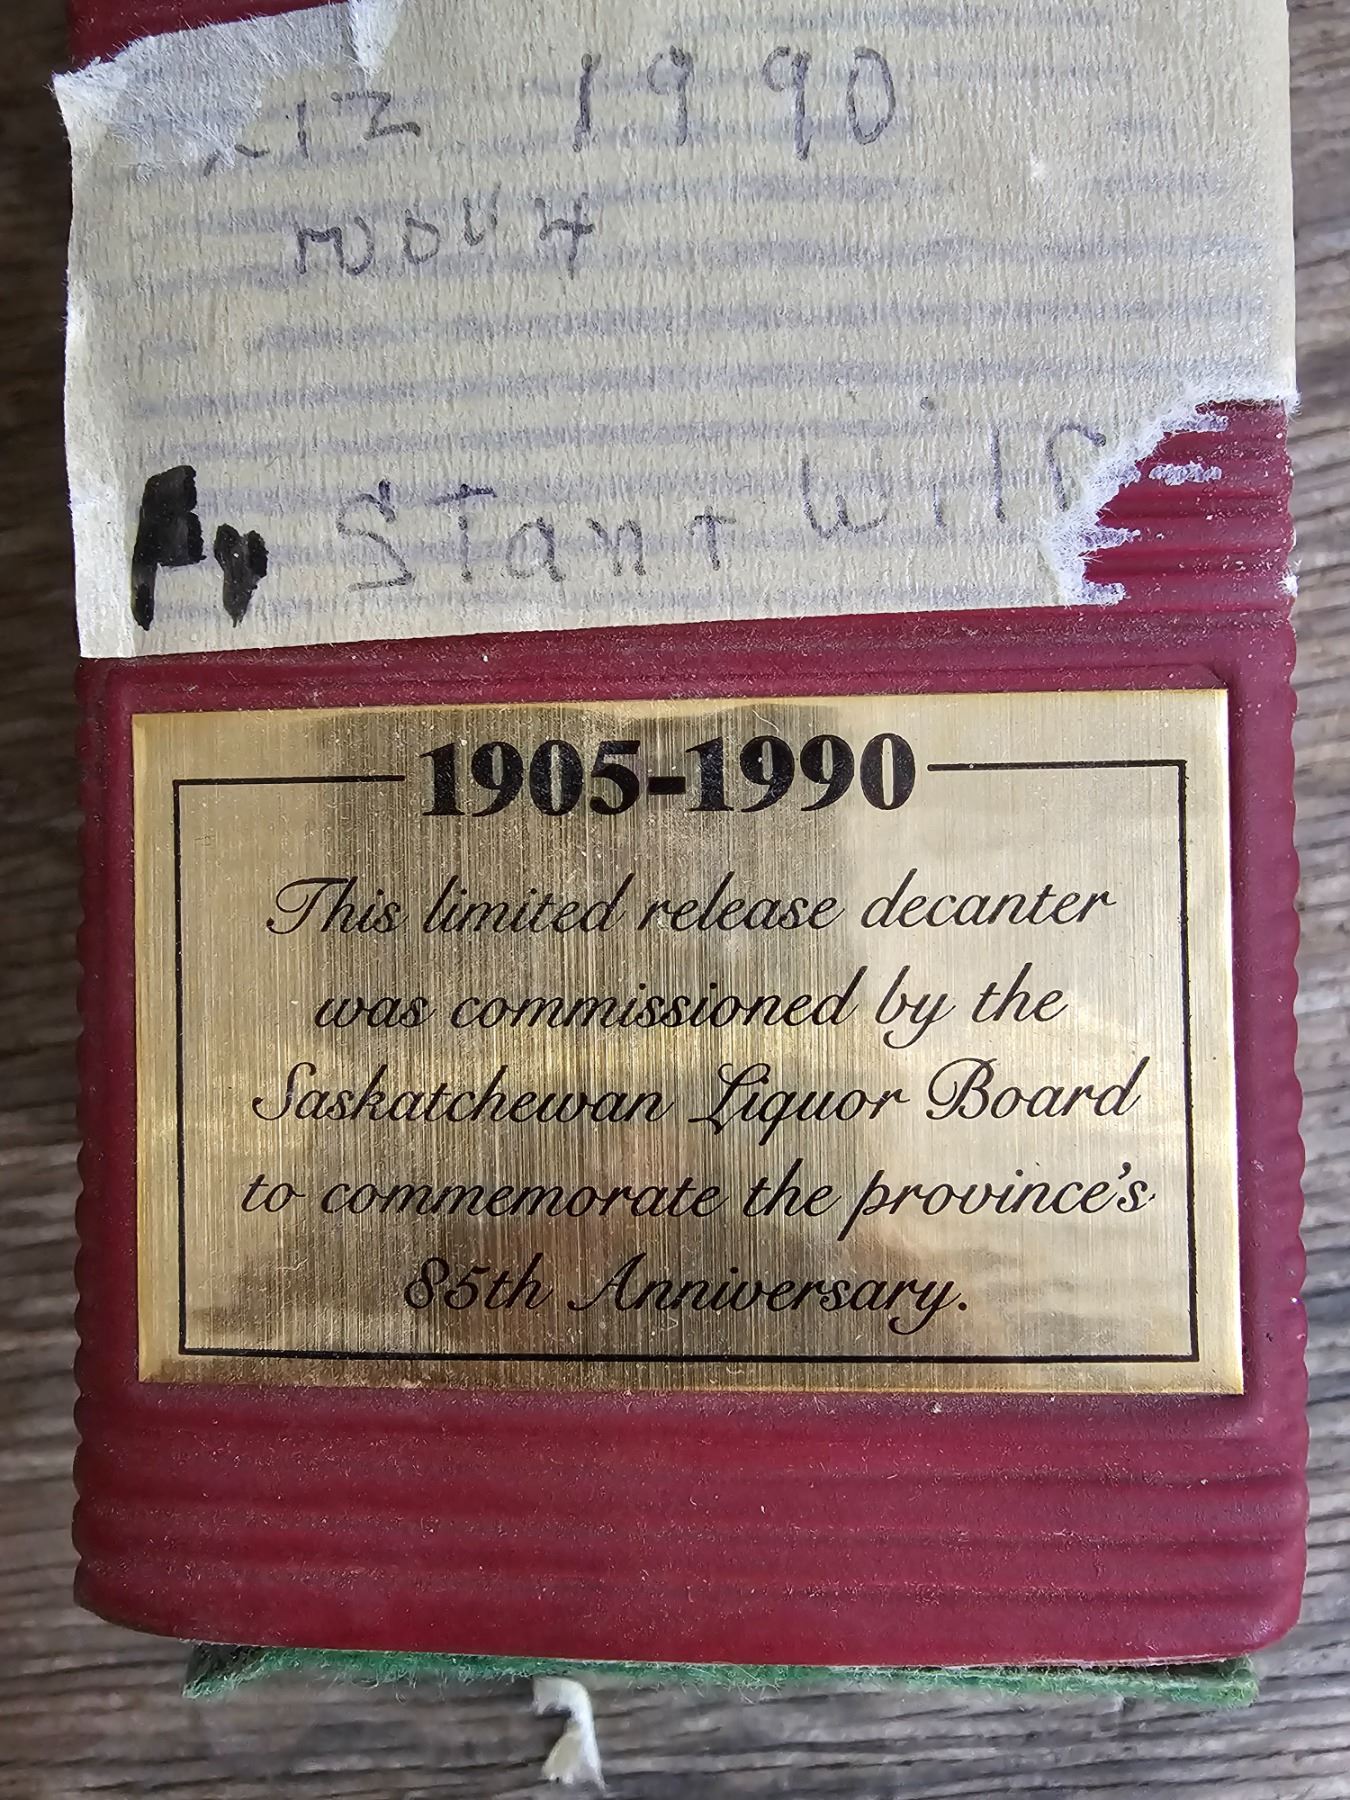 1990
By Stan +
1905-1990
This limited release decanter
was commissioned by the
Saskatchewan Liquor Board
to commemorate the province's
85th Anniversary.